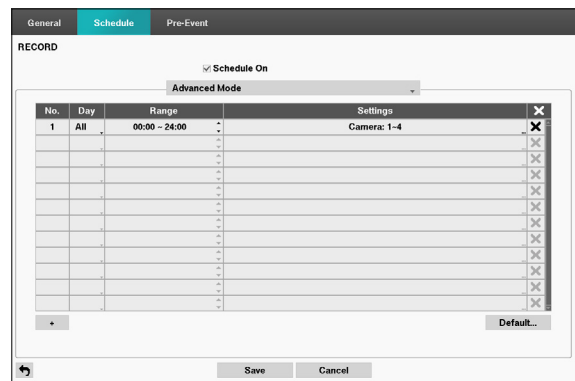 General Schedule Pre-Event
RECORD
Schedule On
Advanced Mode
No. Day Range Settings
1 All 00:00 ~ 24:00 Camera: 1~4
+ Default...
Save Cancel